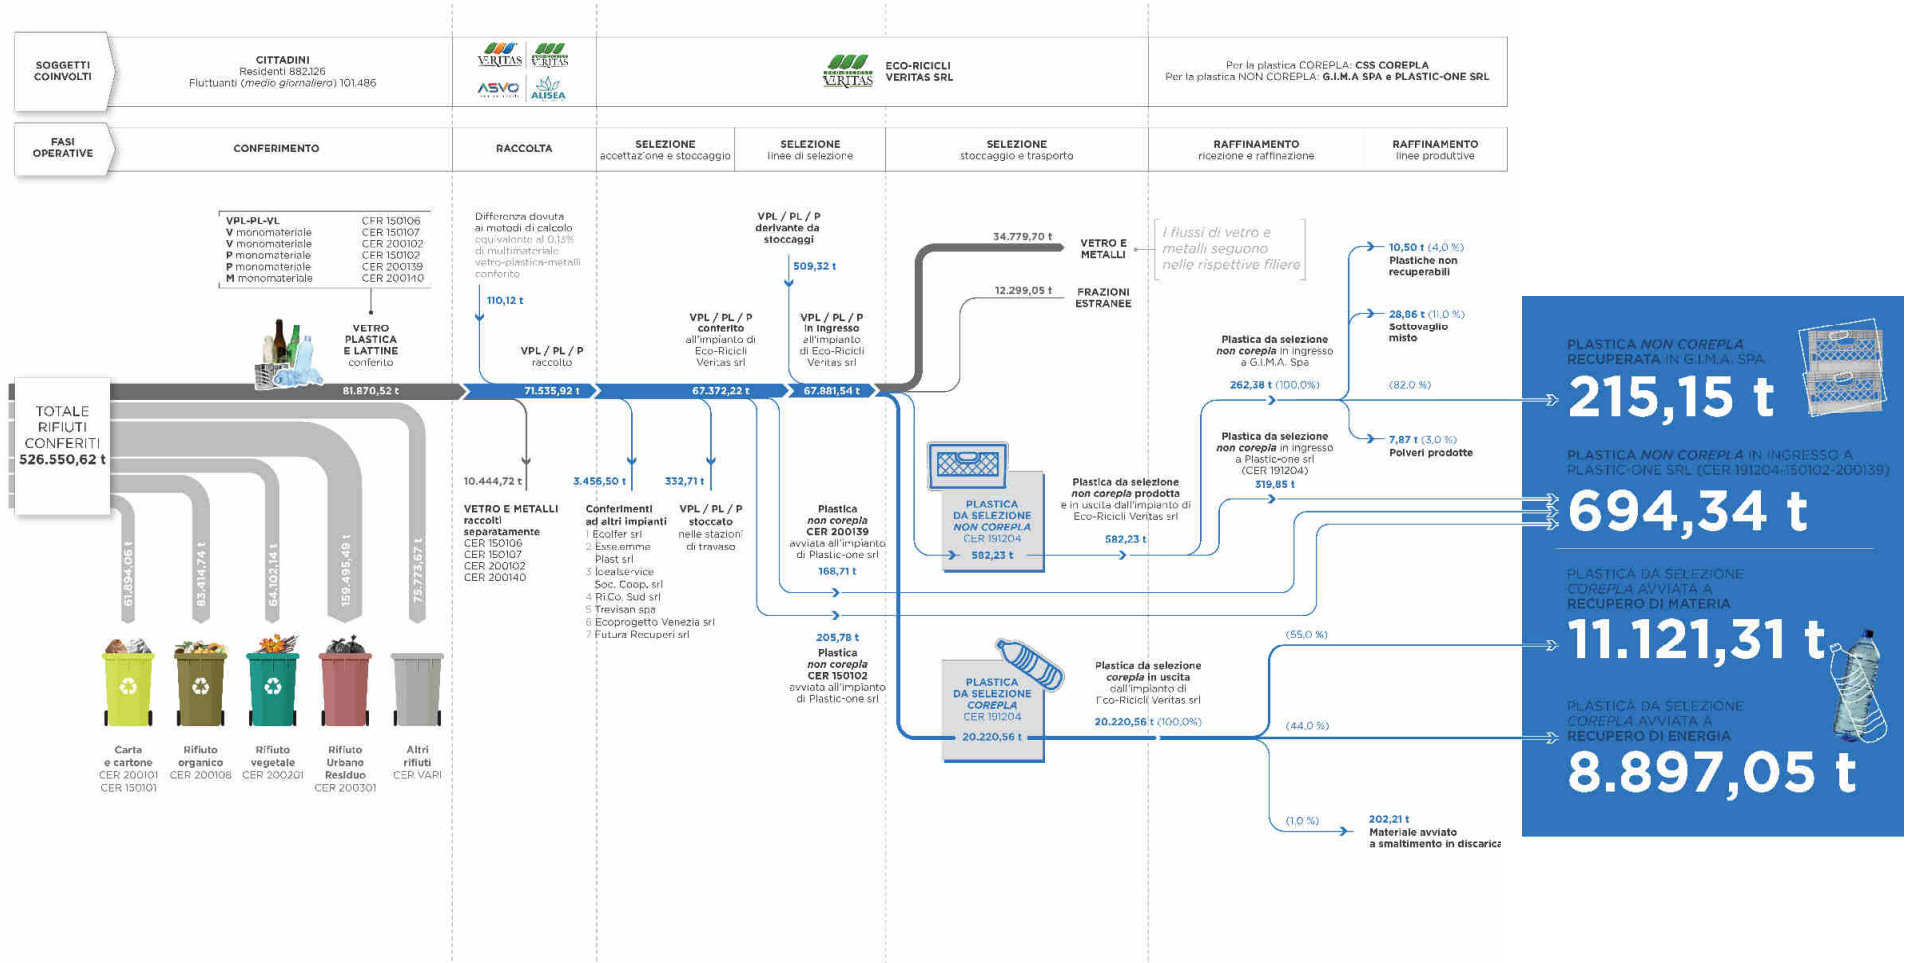 SOGGETTI
COINVOLTI
CITTADINI
Residenti 882.126
Fluttuanti (medio giornaliero) 101.486
VERITAS
ECO-RICICLI
VERITAS
ASVO
ALISEA
ECO-RICICLI
VERITAS
ECO-RICICLI
VERITAS SRL
Per la plastica COREPLA: CSS COREPLA
Per la plastica NON COREPLA: G.I.M.A SPA e PLASTIC-ONE SRL
FASI
OPERATIVE
CONFERIMENTO
RACCOLTA
SELEZIONE
accettazione e stoccaggio
SELEZIONE
linee di selezione
SELEZIONE
stoccaggio e trasporto
RAFFINAMENTO
ricezione e raffinazione
RAFFINAMENTO
linee produttive
VPL-PL-VL CER 150106
V monomateriale CER 150107
V monomateriale CER 200102
P monomateriale CER 150102
P monomateriale CER 200139
M monomateriale CER 200140
VETRO
PLASTICA
E LATTINE
conferito
81.870,52 t
TOTALE
RIFIUTI
CONFERITI
526.550,62 t
61.894,06 t
83.414,74 t
64.102,14 t
159.495,49 t
75.773,67 t
Carta
e cartone
CER 200101
CER 150101
Rifiuto
organico
CER 200108
Rifiuto
vegetale
CER 200201
Rifiuto
Urbano
Residuo
CER 200301
Altri
rifiuti
CER VARI
Differenza dovuta
ai metodi di calcolo
equivalente al 0,13%
di multimateriale
vetro-plastica-metalli
conferito
110,12 t
VPL / PL / P
raccolto
71.535,92 t
10.444,72 t
VETRO E METALLI
raccolti
separatamente
CER 150106
CER 150107
CER 200102
CER 200140
3.456,50 t
Conferimenti
ad altri impianti
1 Ecolfer srl
2 Esse.emme
Plast srl
3 Idealservice
Soc. Coop. srl
4 Ri.Co. Sud srl
5 Trevisan spa
6 Ecoprogetto Venezia srl
7 Futura Recuperi srl
VPL / PL / P
conferito
all'impianto di
Eco-Ricicli
Veritas srl
67.372,22 t
332,71 t
VPL / PL / P
stoccato
nelle stazioni
di travaso
VPL / PL / P
derivante da
stoccaggi
509,32 t
VPL / PL / P
in ingresso
all'impianto
di Eco-Ricicli
Veritas srl
67.881,54 t
Plastica
non corepla
CER 200139
avviata all'impianto
di Plastic-one srl
168,71 t
205,78 t
Plastica
non corepla
CER 150102
avviata all'impianto
di Plastic-one srl
34.779,70 t
VETRO E
METALLI
I flussi di vetro e
metalli seguono
nelle rispettive filiere
12.299,05 t
FRAZIONI
ESTRANEE
PLASTICA
DA SELEZIONE
NON COREPLA
CER 191204
582,23 t
Plastica da selezione
non corepla prodotta
e in uscita dall'impianto di
Eco-Ricicli Veritas srl
582,23 t
PLASTICA
DA SELEZIONE
COREPLA
CER 191204
20.220,56 t
Plastica da selezione
corepla in uscita
dall'impianto di
Eco-Ricicli Veritas srl
20.220,56 t (100,0%)
Plastica da selezione
non corepla in ingresso
a G.I.M.A. Spa
262,38 t (100,0%)
Plastica da selezione
non corepla in ingresso
a Plastic-one srl
(CER 191204)
319,85 t
10,50 t (4,0 %)
Plastiche non
recuperabili
28,86 t (11,0 %)
Sottovaglio
misto
(82.0 %)
7,87 t (3,0 %)
Polveri prodotte
(55,0 %)
(44,0 %)
(1,0 %)
202,21 t
Materiale avviato
a smaltimento in discarica
PLASTICA NON COREPLA
RECUPERATA IN G.I.M.A. SPA
215,15 t
PLASTICA NON COREPLA IN INGRESSO A
PLASTIC-ONE SRL (CER 191204-150102-200139)
694,34 t
PLASTICA DA SELEZIONE
COREPLA AVVIATA A
RECUPERO DI MATERIA
11.121,31 t
PLASTICA DA SELEZIONE
COREPLA AVVIATA A
RECUPERO DI ENERGIA
8.897,05 t